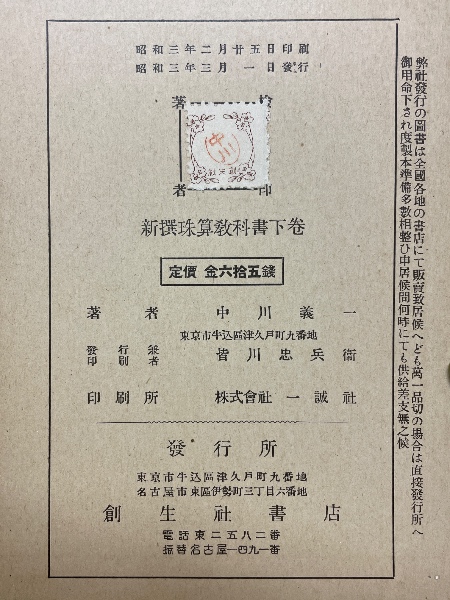 弊社發行の圖書は全國各地の書店にて販賣致居候へども萬一品切の場合は直接發行所へ
御用命下され度製本準備多數相整ひ申居候間何時にても供給差支無之候
昭和三年二月廿五日印刷
昭和三年三月一日發行
著 檢
者 印
中川
新撰珠算敎科書下卷
定價 金六拾五錢
著者 中川義一
東京市牛込區津久戸町九番地
發行兼
印刷者 皆川忠兵衞
印刷所 株式會社一誠社
發行所
東京市牛込區津久戸町九番地
名古屋市東區伊勢町三丁目六番地
創生社書店
電話東二五八二番
振替名古屋一四九一番